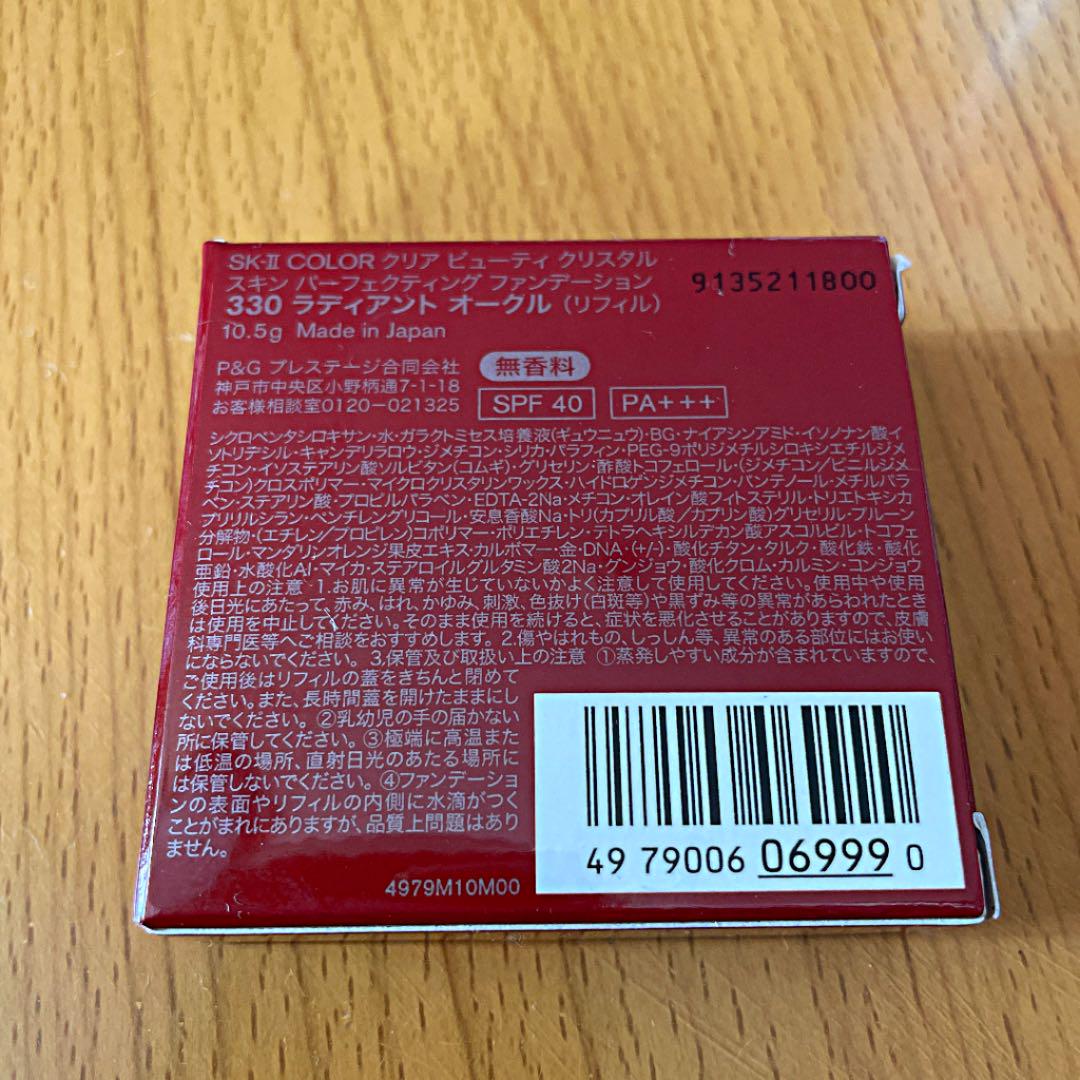 SK-II COLOR クリア ビューティ クリスタル
スキン パーフェクティング ファンデーション
9135211800
330 ラディアント オークル（リフィル）
10.5g Made in Japan
P&G プレステージ合同会社
神戸市中央区小野柄通7-1-18
お客様相談室0120-021325
無香料
SPF 40
PA+++
シクロペンタシロキサン・水・ガラクトミセス培養液(ギュウニュウ)・BG・ナイアシンアミド・イソノナン酸イ
ソトリデシル・キャンデリラロウ・ジメチコン・シリカ・パラフィン・PEG-9ポリジメチルシロキシエチルジメ
チコン・イソステアリン酸ソルビタン(コムギ)・グリセリン・酢酸トコフェロール・(ジメチコン/ビニルジメ
チコン)クロスポリマー・マイクロクリスタリンワックス・ハイドロゲンジメチコン・パンテノール・メチルパラ
ベン・ステアリン酸・プロピルパラベン・EDTA-2Na・メチコン・オレイン酸フィトステリル・トリエトキシカ
プリリルシラン・ペンチレングリコール・安息香酸Na・トリ(カプリル酸/カプリン酸)グリセリル・プルーン
分解物・(エチレン/プロピレン)コポリマー・ポリエチレン・テトラヘキシルデカン酸アスコルビル・トコフェ
ロール・マンダリンオレンジ果皮エキス・カルボマー・金・DNA・(+/-)・酸化チタン・タルク・酸化鉄・酸化
亜鉛・水酸化Al・マイカ・ステアロイルグルタミン酸2Na・グンジョウ・酸化クロム・カルミン・コンジョウ
使用上の注意 1.お肌に異常が生じていないかよく注意して使用してください。使用中や使用
後日光にあたって、赤み、はれ、かゆみ、刺激、色抜け(白斑等)や黒ずみ等の異常があらわれたとき
は使用を中止してください。そのまま使用を続けると、症状を悪化させることがありますので、皮膚
科専門医等へご相談をおすすめします。2.傷やはれもの、しっしん等、異常のある部位にはお使い
にならないでください。3.保管及び取扱い上の注意 ①蒸発しやすい成分が含まれていますので、
ご使用後はリフィルの蓋をきちんと閉めて
ください。また、長時間蓋を開けたままにし
ないでください。②乳幼児の手の届かない
所に保管してください。③極端に高温また
は低温の場所、直射日光のあたる場所に
は保管しないでください。④ファンデーショ
ンの表面やリフィルの内側に水滴がつく
ことがまれにありますが、品質上問題はあり
ません。
4979M10M00
49 79006 06999 0